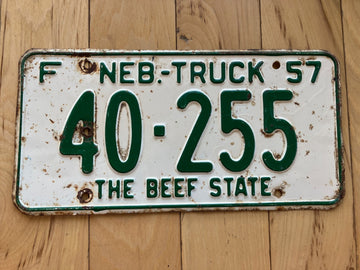 F NEB.-TRUCK 57
40·255
THE BEEF STATE